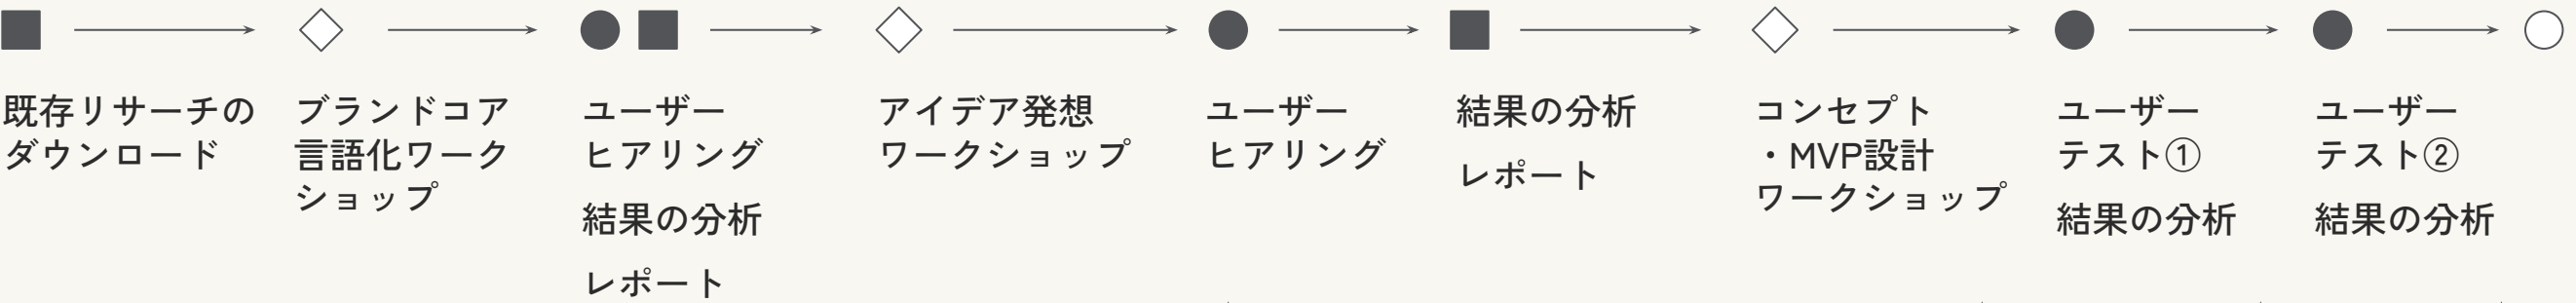 既存リサーチの
ダウンロード
ブランドコア
言語化ワーク
ショップ
ユーザー
ヒアリング
結果の分析
レポート
アイデア発想
ワークショップ
ユーザー
ヒアリング
結果の分析
レポート
コンセプト
・MVP設計
ワークショップ
ユーザー
テスト①
結果の分析
ユーザー
テスト②
結果の分析